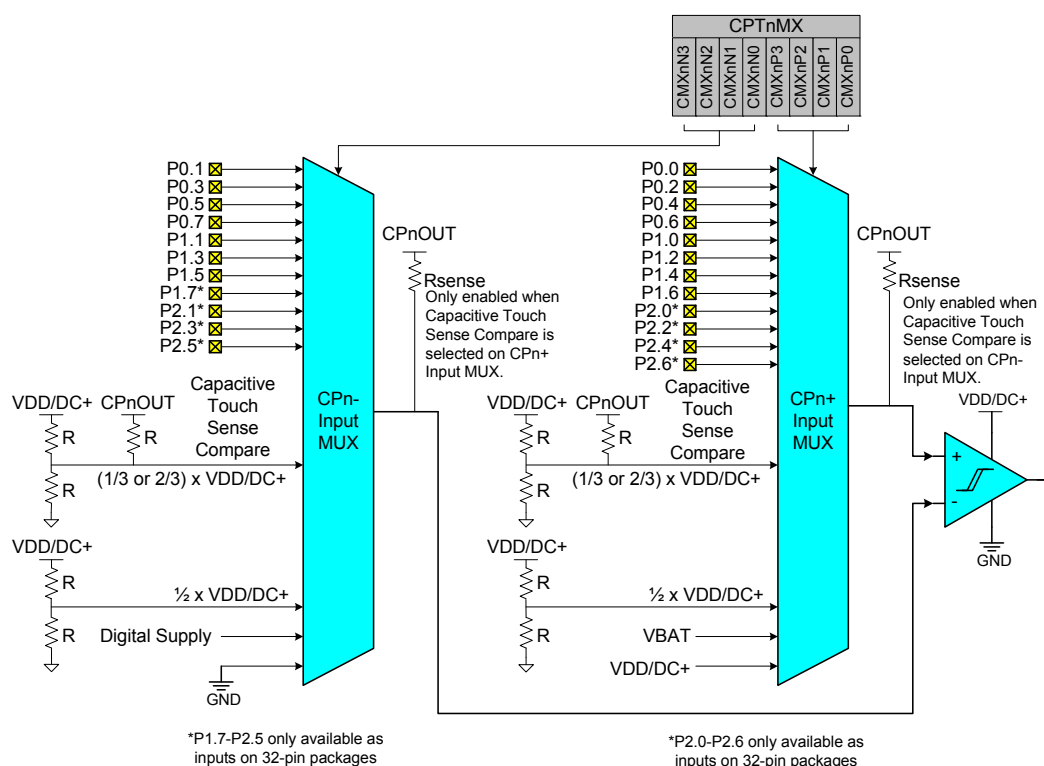 CPTnMX
CMXnN3
CMXnN2
CMXnN1
CMXnN0
CMXnP3
CMXnP2
CMXnP1
CMXnP0
P0.1
P0.3
P0.5
P0.7
P1.1
P1.3
P1.5
P1.7*
P2.1*
P2.3*
P2.5*
CPnOUT
Rsense
Only enabled when
Capacitive Touch
Sense Compare is
selected on CPn+
Input MUX.
Capacitive
Touch
Sense
Compare
VDD/DC+
CPnOUT
R
R
R
(1/3 or 2/3) x VDD/DC+
CPn-
Input
MUX
VDD/DC+
R
R
½ x VDD/DC+
Digital Supply
GND
*P1.7-P2.5 only available as
inputs on 32-pin packages
P0.0
P0.2
P0.4
P0.6
P1.0
P1.2
P1.4
P1.6
P2.0*
P2.2*
P2.4*
P2.6*
CPnOUT
Rsense
Only enabled when
Capacitive Touch
Sense Compare is
selected on CPn-
Input MUX.
Capacitive
Touch
Sense
Compare
VDD/DC+
CPnOUT
R
R
R
(1/3 or 2/3) x VDD/DC+
CPn+
Input
MUX
VDD/DC+
R
R
½ x VDD/DC+
VBAT
VDD/DC+
VDD/DC+
+
-
GND
*P2.0-P2.6 only available as
inputs on 32-pin packages